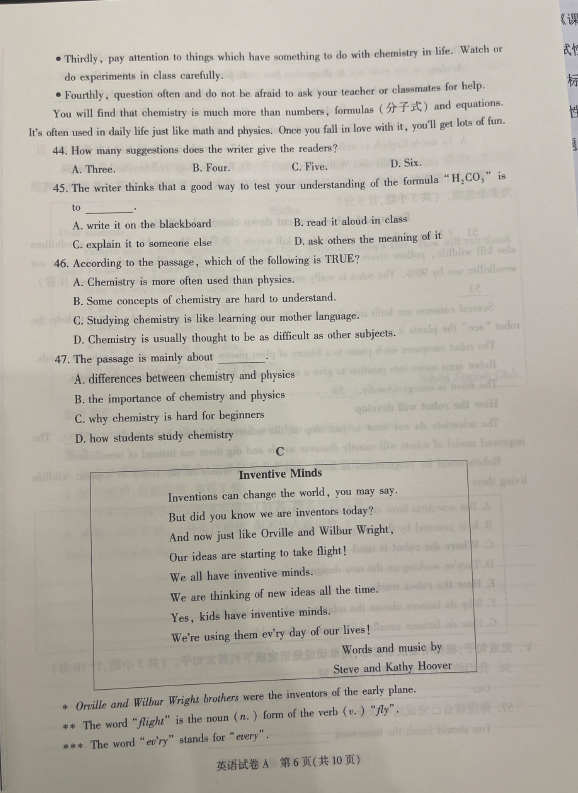 • Thirdly, pay attention to things which have something to do with chemistry in life. Watch or
do experiments in class carefully.
• Fourthly, question often and do not be afraid to ask your teacher or classmates for help.
You will find that chemistry is much more than numbers, formulas (分子式) and equations.
It's often used in daily life just like math and physics. Once you fall in love with it, you'll get lots of fun.
44. How many suggestions does the writer give the readers?
A. Three. B. Four. C. Five. D. Six.
45. The writer thinks that a good way to test your understanding of the formula "H₂CO₃" is
to ________.
A. write it on the blackboard B. read it aloud in class
C. explain it to someone else D. ask others the meaning of it
46. According to the passage, which of the following is TRUE?
A. Chemistry is more often used than physics.
B. Some concepts of chemistry are hard to understand.
C. Studying chemistry is like learning our mother language.
D. Chemistry is usually thought to be as difficult as other subjects.
47. The passage is mainly about ________.
A. differences between chemistry and physics
B. the importance of chemistry and physics
C. why chemistry is hard for beginners
D. how students study chemistry
C
Inventive Minds
Inventions can change the world, you may say.
But did you know we are inventors today?
And now just like Orville and Wilbur Wright,
Our ideas are starting to take flight!
We all have inventive minds.
We are thinking of new ideas all the time.
Yes, kids have inventive minds.
We're using them ev'ry day of our lives!
Words and music by
Steve and Kathy Hoover
* Orville and Wilbur Wright brothers were the inventors of the early plane.
** The word "flight" is the noun (n.) form of the verb (v.) "fly".
*** The word "ev'ry" stands for "every".
英语试卷A 第6页(共10页)
《课
标